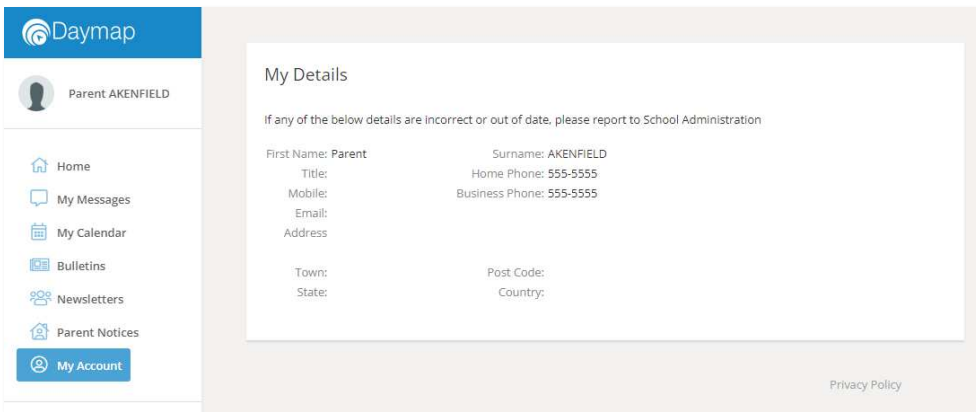 Daymap
Parent AKENFIELD
Home
My Messages
My Calendar
Bulletins
Newsletters
Parent Notices
My Account
My Details
If any of the below details are incorrect or out of date, please report to School Administration
First Name: Parent Surname: AKENFIELD
Title: Home Phone: 555-5555
Mobile: Business Phone: 555-5555
Email:
Address
Town: Post Code:
State: Country:
Privacy Policy